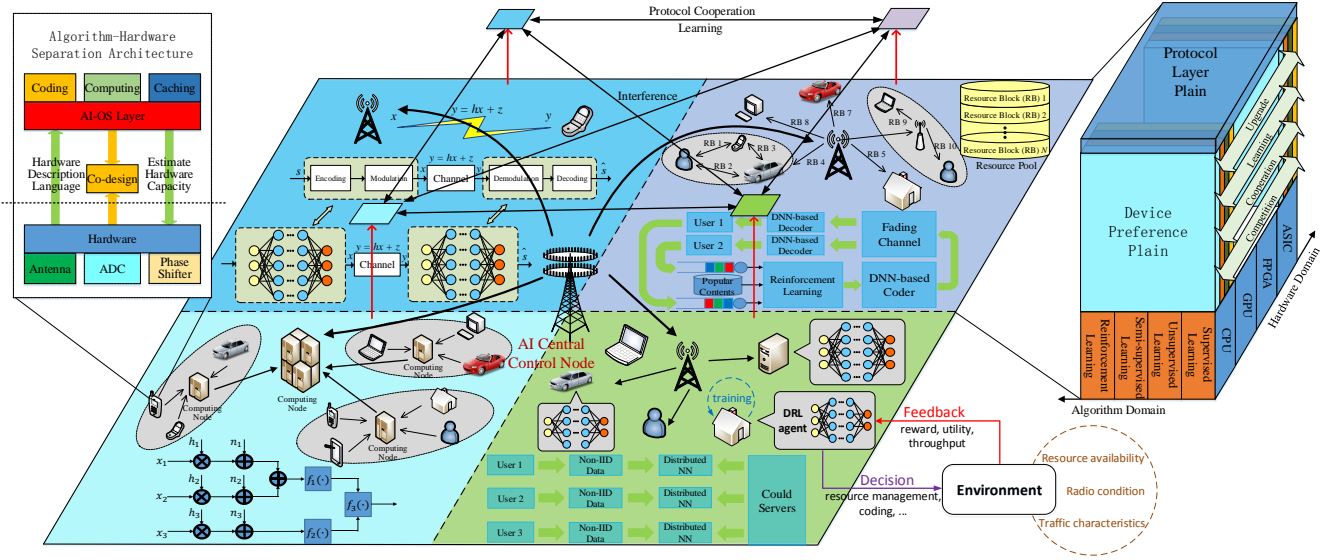 Algorithm-Hardware
Separation Architecture
Coding
Computing
Caching
AI-OS Layer
Hardware
Description
Language
Co-design
Estimate
Hardware
Capacity
Hardware
Antenna
ADC
Phase
Shifter
Protocol Cooperation
Learning
Interference
y = hx + z
x
y
y = hx + z
s
Encoding
Modulation
x
Channel
y
Demodulation
Decoding
ŝ
y = hx + z
s
x
Channel
y
ŝ
RB 7
RB 8
RB 9
RB 1
RB 3
RB 2
RB 4
RB 5
RB 10
Resource Block (RB) 1
Resource Block (RB) 2
Resource Block (RB) N
Resource Pool
User 1
DNN-based
Decoder
User 2
DNN-based
Decoder
Fading
Channel
Popular
Contents
Reinforcement
Learning
DNN-based
Coder
AI Central
Control Node
Computing
Node
Computing
Node
Computing
Node
Computing
Node
h1
n1
x1
h2
n2
x2
h3
n3
x3
f1(·)
f2(·)
f3(·)
training
DRL
agent
User 1
Non-IID
Data
Distributed
NN
User 2
Non-IID
Data
Distributed
NN
User 3
Non-IID
Data
Distributed
NN
Could
Servers
Feedback
reward, utility,
throughput
Decision
resource management,
coding, ...
Environment
Resource availability
Radio condition
Traffic characteristics
Protocol
Layer
Plain
Device
Preference
Plain
Upgrade
Learning
Cooperation
Competition
Reinforcement
Learning
Semi-supervised
Learning
Unsupervised
Learning
Supervised
Learning
CPU
GPU
FPGA
ASIC
Algorithm Domain
Hardware Domain